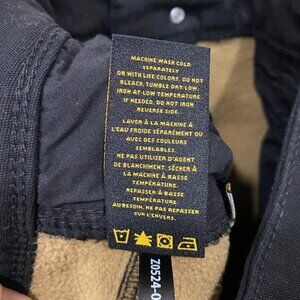 MACHINE WASH COLD
SEPARATELY
OR WITH LIKE COLORS. DO NOT
BLEACH. TUMBLE DRY LOW.
IRON AT LOW TEMPERATURE
IF NEEDED. DO NOT IRON
REVERSE SIDE.
LAVER À LA MACHINE À
L'EAU FROIDE SÉPARÉMENT OU
AVEC DES COULEURS
SEMBLABLES.
NE PAS UTILISER D'AGENT
DE BLANCHIMENT. SÉCHER À
LA MACHINE À BASSE
TEMPÉRATURE.
REPASSER À BASSE
TEMPÉRATURE
AU BESOIN. NE PAS REPASSER
SUR L'ENVERS.
Z0524-0